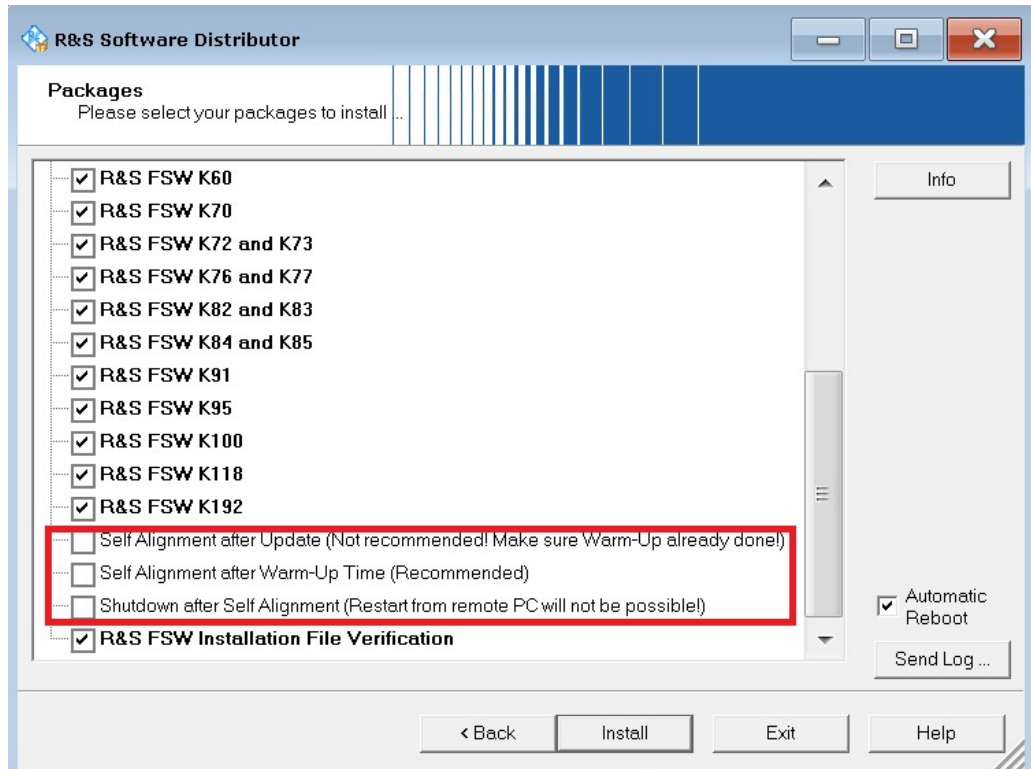 R&S Software Distributor
Packages
Please select your packages to install ...
R&S FSW K60
R&S FSW K70
R&S FSW K72 and K73
R&S FSW K76 and K77
R&S FSW K82 and K83
R&S FSW K84 and K85
R&S FSW K91
R&S FSW K95
R&S FSW K100
R&S FSW K118
R&S FSW K192
Self Alignment after Update (Not recommended! Make sure Warm-Up already done!)
Self Alignment after Warm-Up Time (Recommended)
Shutdown after Self Alignment (Restart from remote PC will not be possible!)
R&S FSW Installation File Verification
Info
Automatic
Reboot
Send Log ...
< Back
Install
Exit
Help